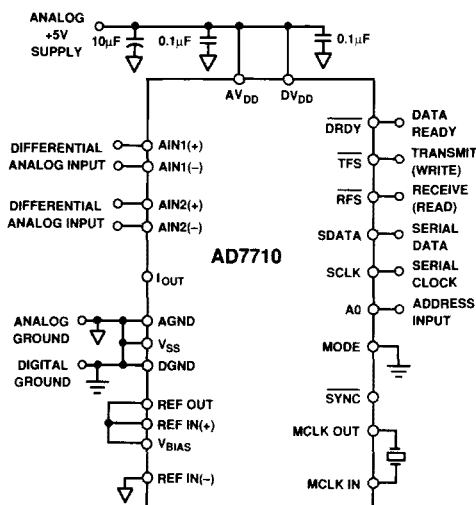 ANALOG
+5V
SUPPLY
10µF
0.1µF
0.1µF
AVDD
DVDD
DIFFERENTIAL
ANALOG INPUT
AIN1(+)
AIN1(–)
DIFFERENTIAL
ANALOG INPUT
AIN2(+)
AIN2(–)
IOUT
ANALOG
GROUND
AGND
VSS
DIGITAL
GROUND
DGND
REF OUT
REF IN(+)
VBIAS
REF IN(–)
AD7710
DRDY
DATA
READY
TFS
TRANSMIT
(WRITE)
RFS
RECEIVE
(READ)
SDATA
SERIAL
DATA
SCLK
SERIAL
CLOCK
A0
ADDRESS
INPUT
MODE
SYNC
MCLK OUT
MCLK IN